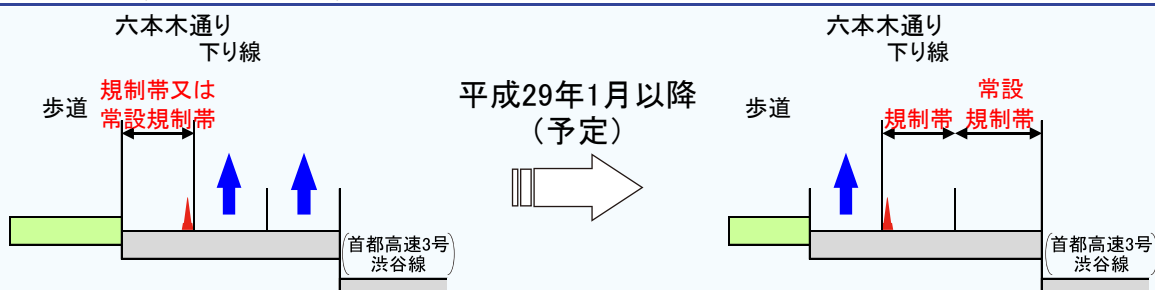 六本木通り
下り線
規制帯又は
常設規制帯
歩道
(首都高速3号
渋谷線)
平成29年1月以降
(予定)
六本木通り
下り線
歩道
規制帯
常設
規制帯
(首都高速3号
渋谷線)